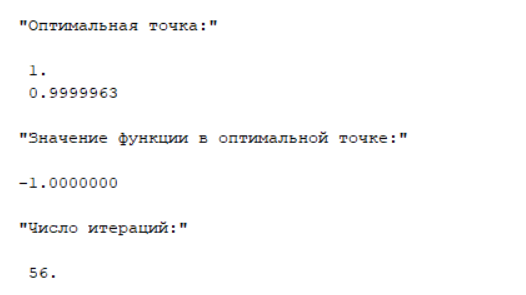 "Оптимальная точка:"
1.
0.9999963
"Значение функции в оптимальной точке:"
-1.0000000
"Число итераций:"
56.